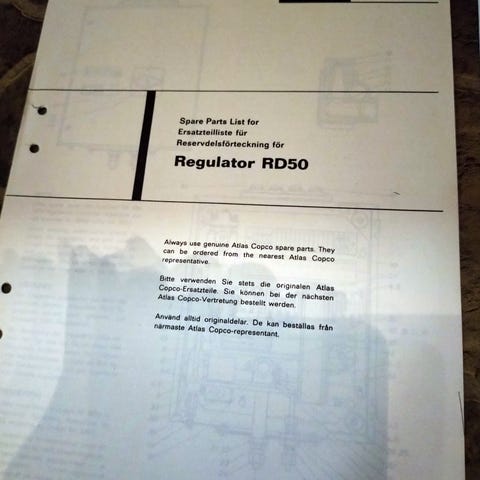 Spare Parts List for
Ersatzteilliste für
Reservdelsförteckning för
Regulator RD50
Always use genuine Atlas Copco spare parts. They
can be ordered from the nearest Atlas Copco
representative.
Bitte verwenden Sie stets die originalen Atlas
Copco-Ersatzteile. Sie können bei der nächsten
Atlas Copco-Vertretung bestellt werden.
Använd alltid originaldelar. De kan beställas från
närmaste Atlas Copco-representant.